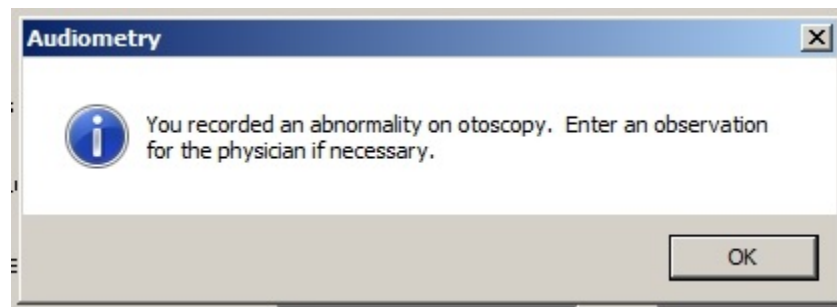 Audiometry
You recorded an abnormality on otoscopy.  Enter an observation
for the physician if necessary.
OK